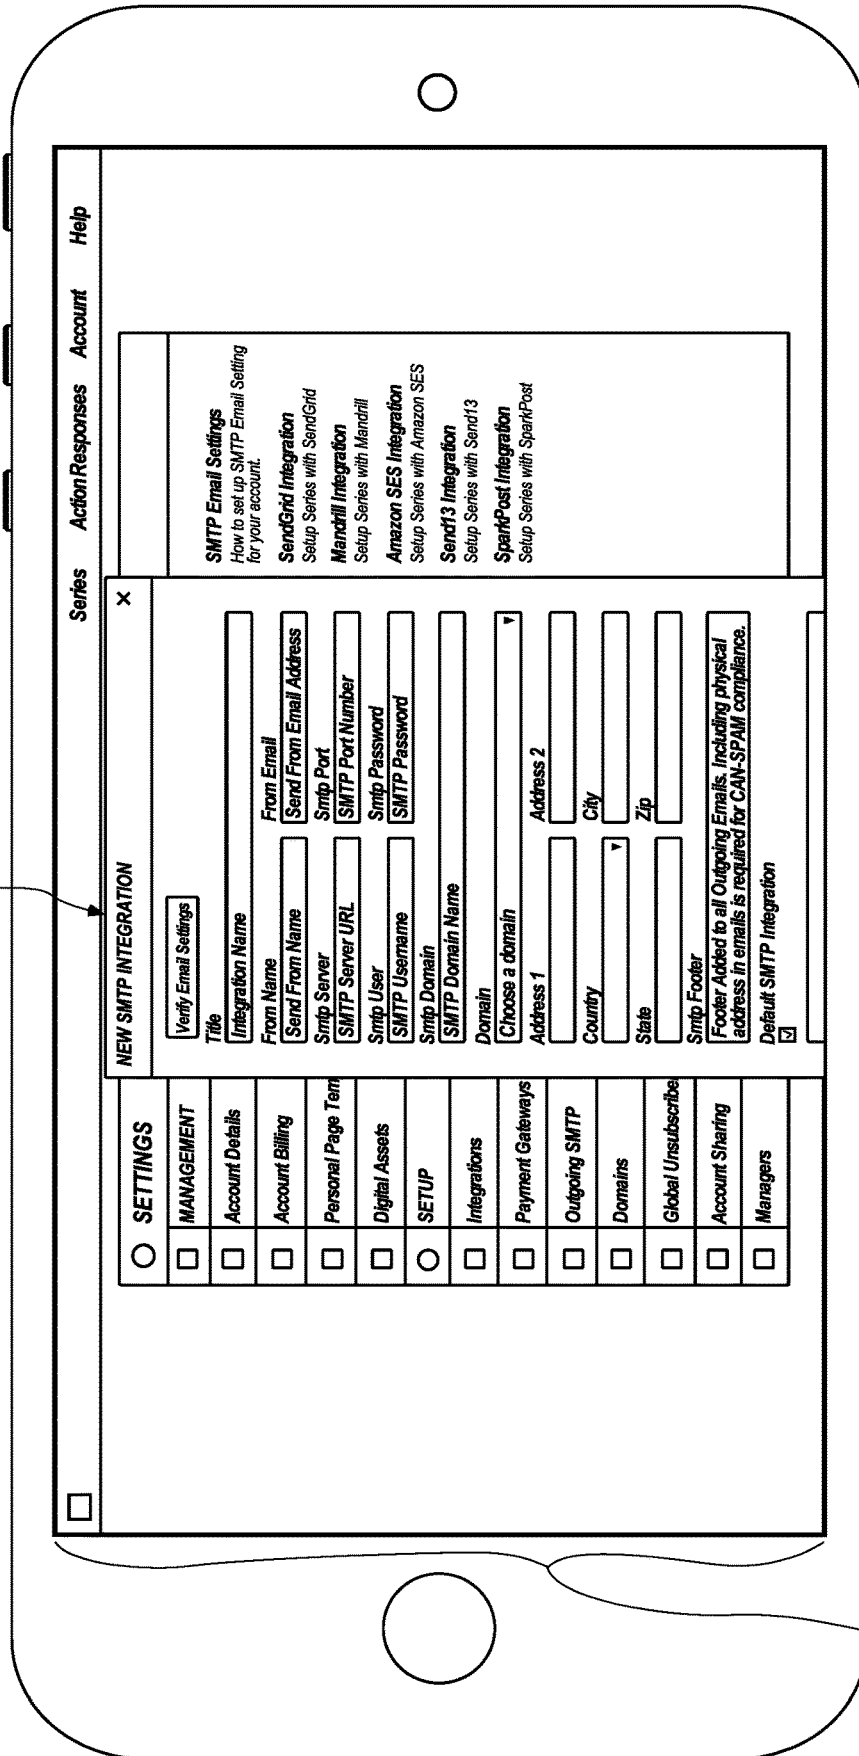 Series Action Responses Account Help
SETTINGS
MANAGEMENT
Account Details
Account Billing
Personal Page Tem
Digital Assets
SETUP
Integrations
Payment Gateways
Outgoing SMTP
Domains
Global Unsubscribe
Account Sharing
Managers
NEW SMTP INTEGRATION X
Verify Email Settings
Title
Integration Name
From Name From Email
Send From Name Send From Email Address
Smtp Server Smtp Port
SMTP Server URL SMTP Port Number
Smtp User Smtp Password
SMTP Username SMTP Password
Smtp Domain
SMTP Domain Name
Domain
Choose a domain
Address 1 Address 2
Country City
State Zip
Smtp Footer
Footer Added to all Outgoing Emails. Including physical
address in emails is required for CAN-SPAM compliance.
Default SMTP Integration
SMTP Email Settings
How to set up SMTP Email Setting
for your account.
SendGrid Integration
Setup Series with SendGrid
Mandrill Integration
Setup Series with Mandrill
Amazon SES Integration
Setup Series with Amazon SES
Send13 Integration
Setup Series with Send13
SparkPost Integration
Setup Series with SparkPost